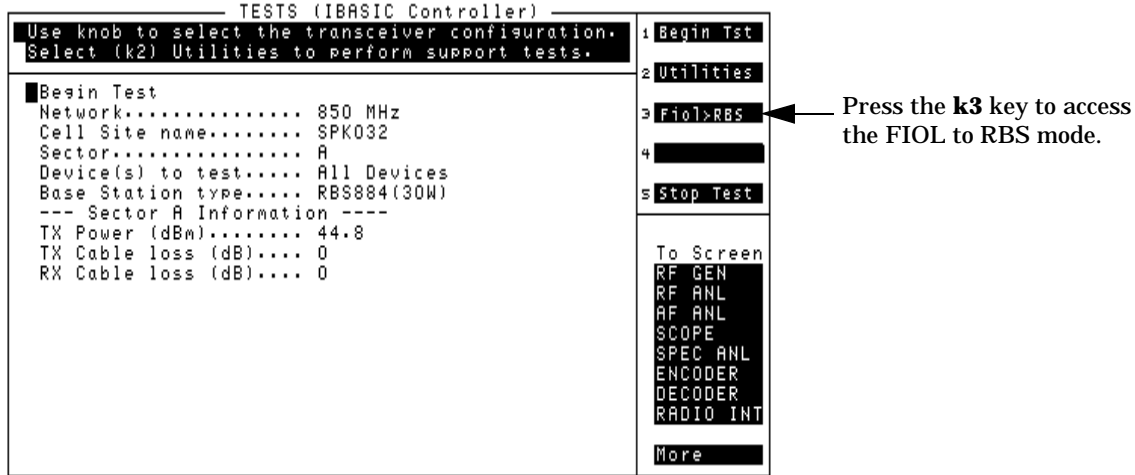 TESTS (IBASIC Controller)
Use knob to select the transceiver configuration.
Select (k2) Utilities to perform support tests.
Begin Test
Network............... 850 MHz
Cell Site name........ SPK032
Sector................ A
Device(s) to test..... All Devices
Base Station type..... RBS884(30W)
--- Sector A Information ----
TX Power (dBm)........ 44.8
TX Cable loss (dB).... 0
RX Cable loss (dB).... 0
1 Begin Tst
2 Utilities
3 Fiol>RBS
4
5 Stop Test
To Screen
RF GEN
RF ANL
AF ANL
SCOPE
SPEC ANL
ENCODER
DECODER
RADIO INT
More
Press the k3 key to access
the FIOL to RBS mode.